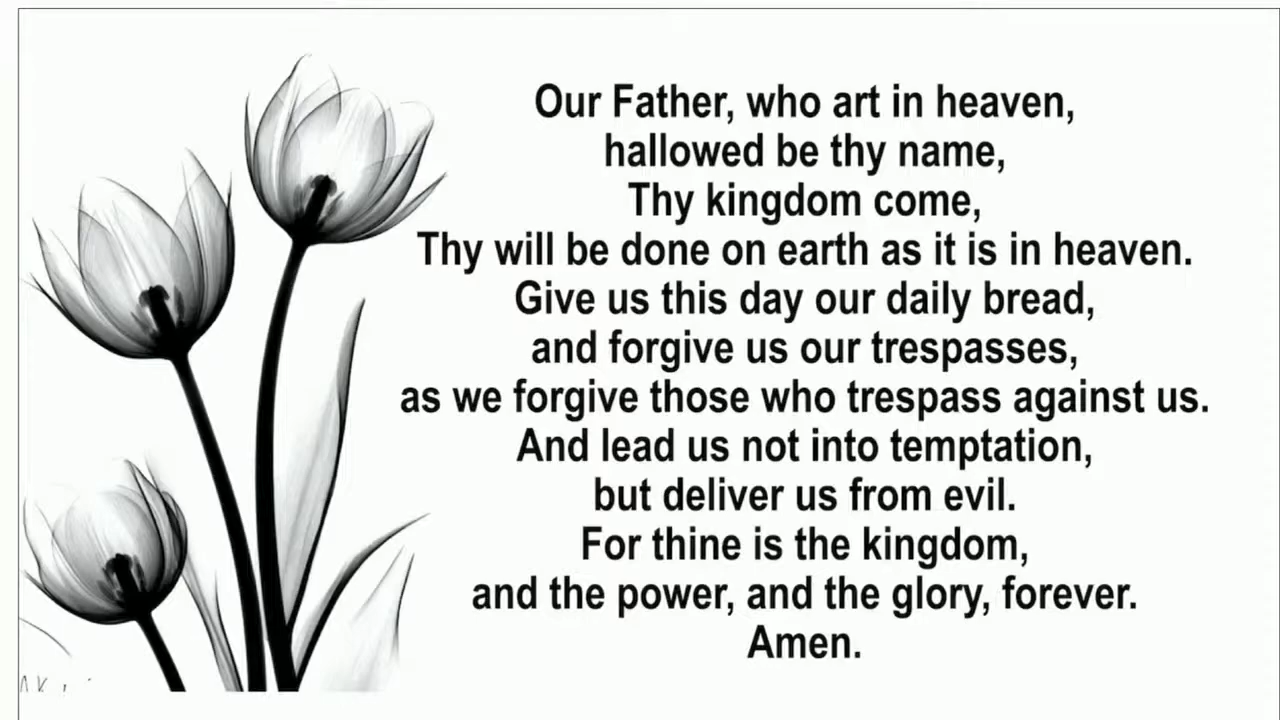 Our Father, who art in heaven,
hallowed be thy name,
Thy kingdom come,
Thy will be done on earth as it is in heaven.
Give us this day our daily bread,
and forgive us our trespasses,
as we forgive those who trespass against us.
And lead us not into temptation,
but deliver us from evil.
For thine is the kingdom,
and the power, and the glory, forever.
Amen.